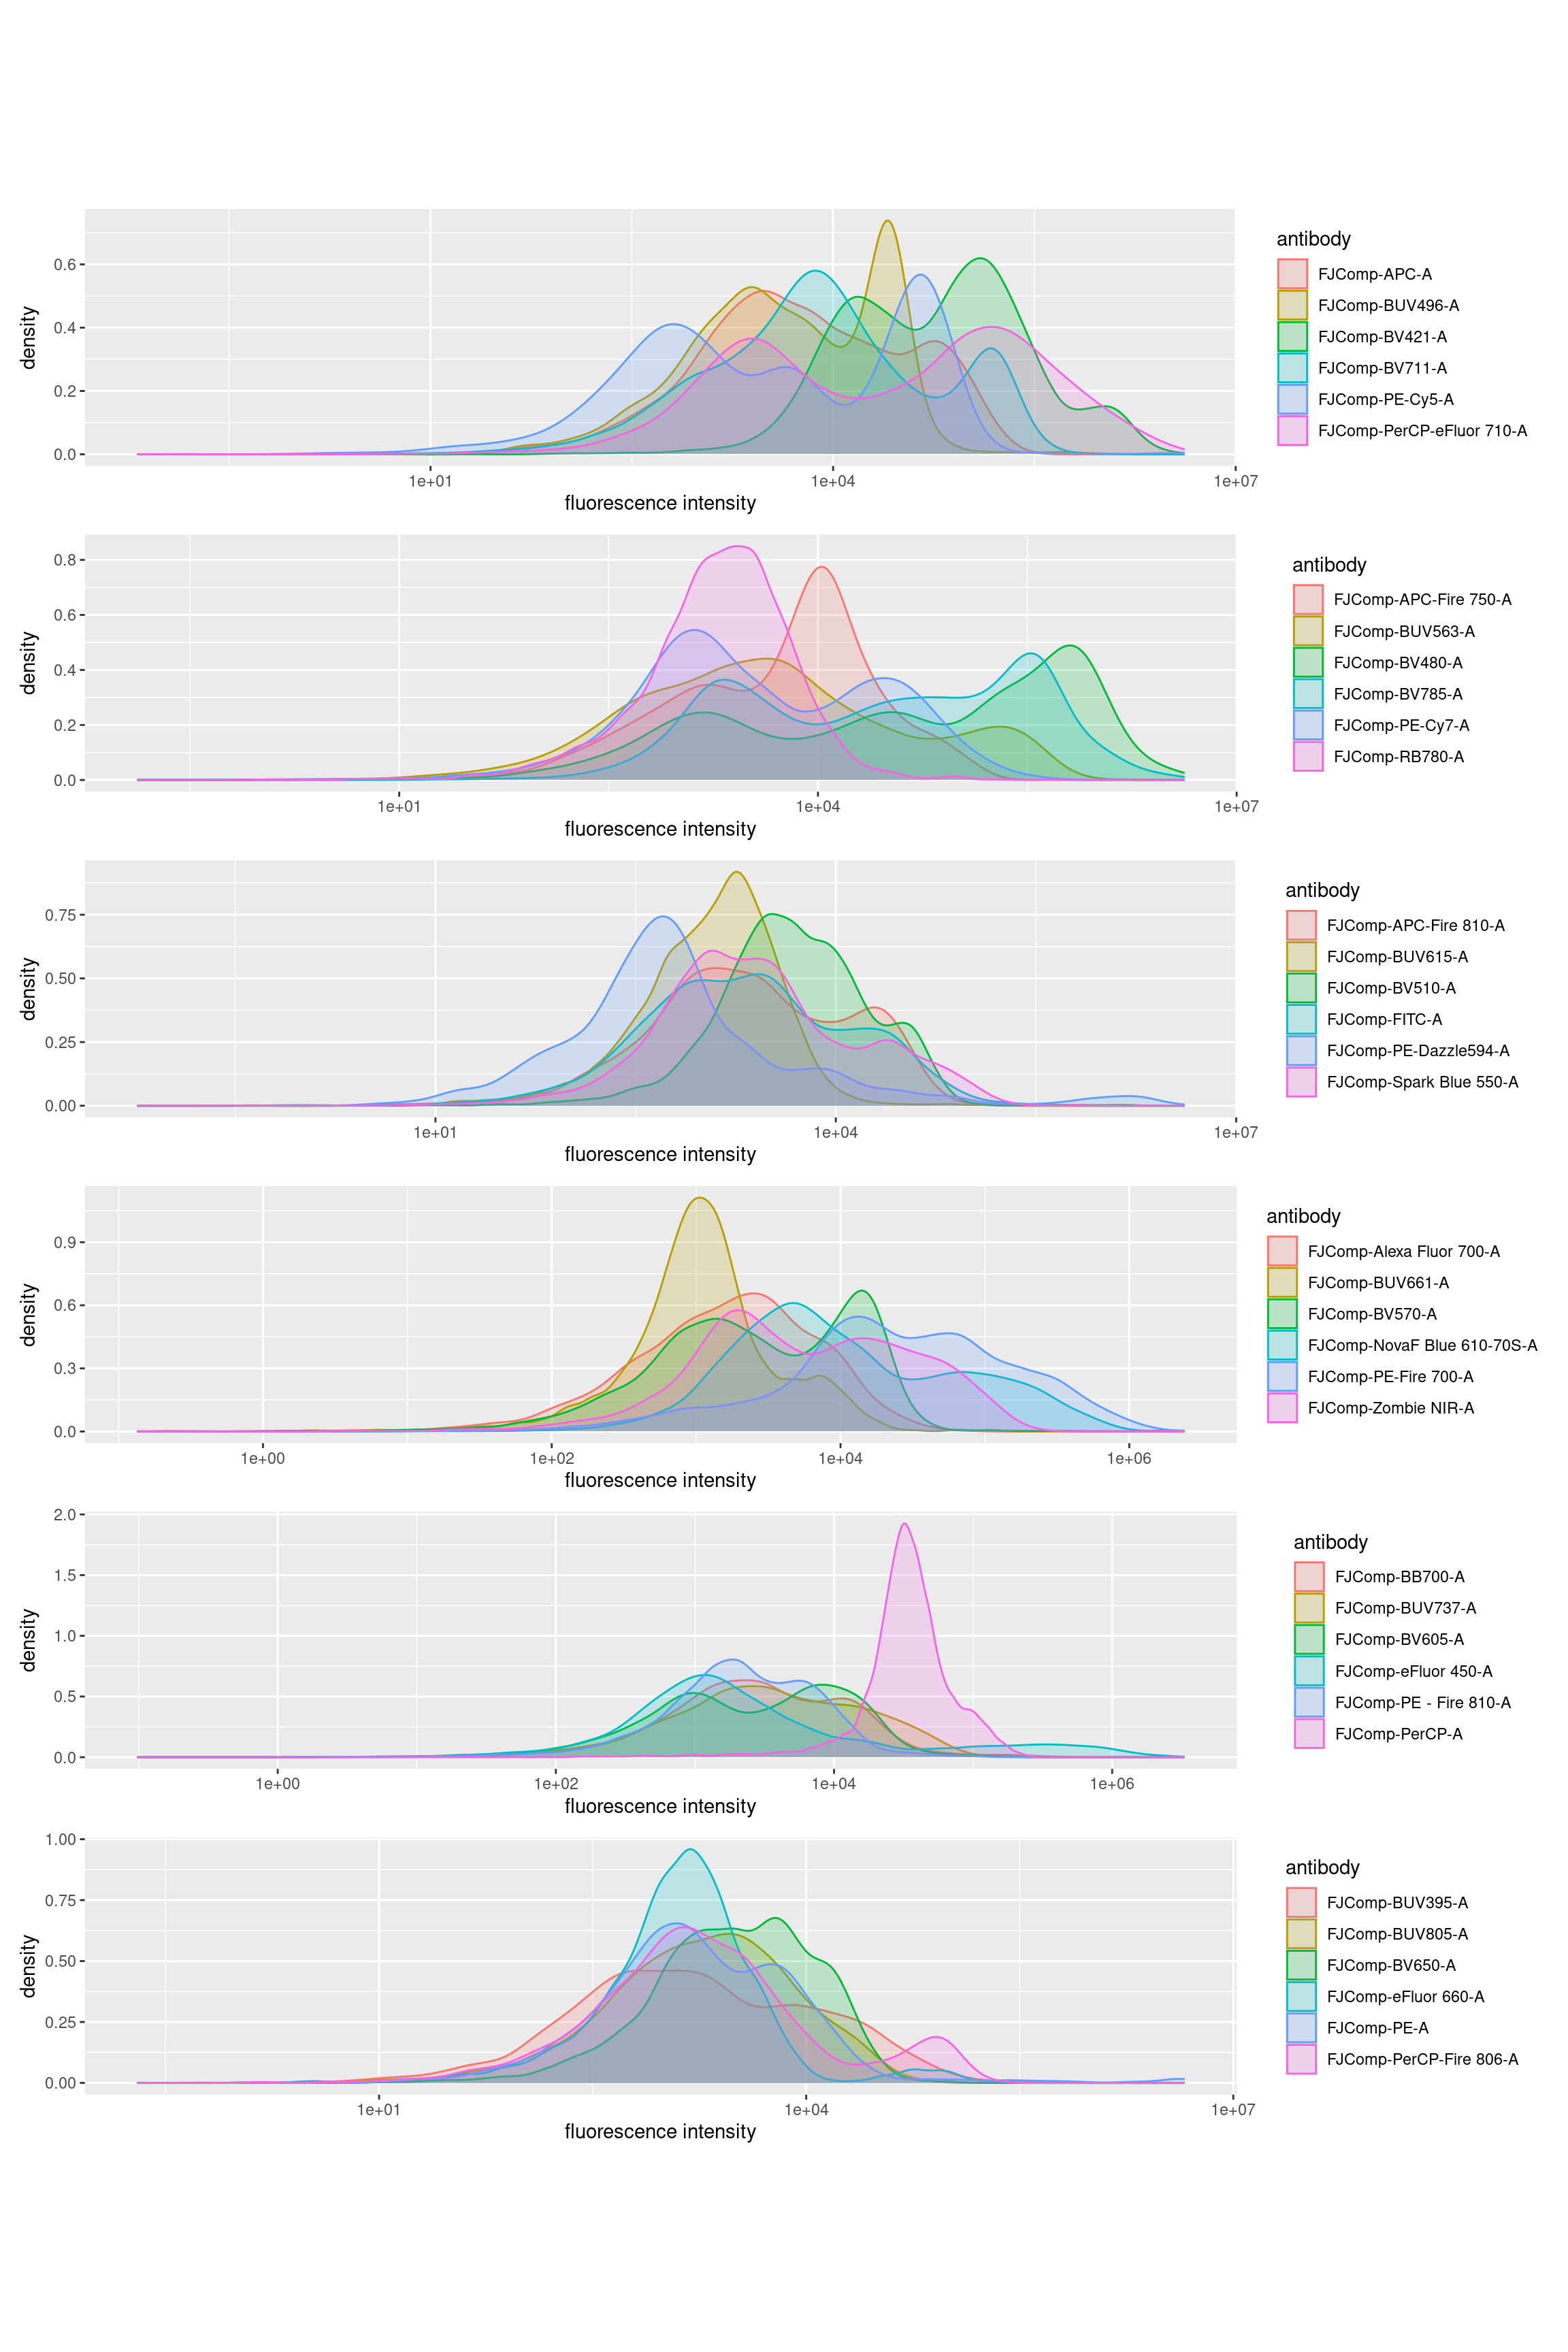 antibody
FJComp-APC-A
FJComp-BUV496-A
FJComp-BV421-A
FJComp-BV711-A
FJComp-PE-Cy5-A
FJComp-PerCP-eFluor 710-A
density
0.6
0.4
0.2
0.0
1e+01 1e+04 1e+07
fluorescence intensity
antibody
FJComp-APC-Fire 750-A
FJComp-BUV563-A
FJComp-BV480-A
FJComp-BV785-A
FJComp-PE-Cy7-A
FJComp-RB780-A
density
0.8
0.6
0.4
0.2
0.0
1e+01 1e+04 1e+07
fluorescence intensity
antibody
FJComp-APC-Fire 810-A
FJComp-BUV615-A
FJComp-BV510-A
FJComp-FITC-A
FJComp-PE-Dazzle594-A
FJComp-Spark Blue 550-A
density
0.75
0.50
0.25
0.00
1e+01 1e+04 1e+07
fluorescence intensity
antibody
FJComp-Alexa Fluor 700-A
FJComp-BUV661-A
FJComp-BV570-A
FJComp-NovaF Blue 610-70S-A
FJComp-PE-Fire 700-A
FJComp-Zombie NIR-A
density
0.9
0.6
0.3
0.0
1e+00 1e+02 1e+04 1e+06
fluorescence intensity
antibody
FJComp-BB700-A
FJComp-BUV737-A
FJComp-BV605-A
FJComp-eFluor 450-A
FJComp-PE - Fire 810-A
FJComp-PerCP-A
density
2.0
1.5
1.0
0.5
0.0
1e+00 1e+02 1e+04 1e+06
fluorescence intensity
antibody
FJComp-BUV395-A
FJComp-BUV805-A
FJComp-BV650-A
FJComp-eFluor 660-A
FJComp-PE-A
FJComp-PerCP-Fire 806-A
density
1.00
0.75
0.50
0.25
0.00
1e+01 1e+04 1e+07
fluorescence intensity